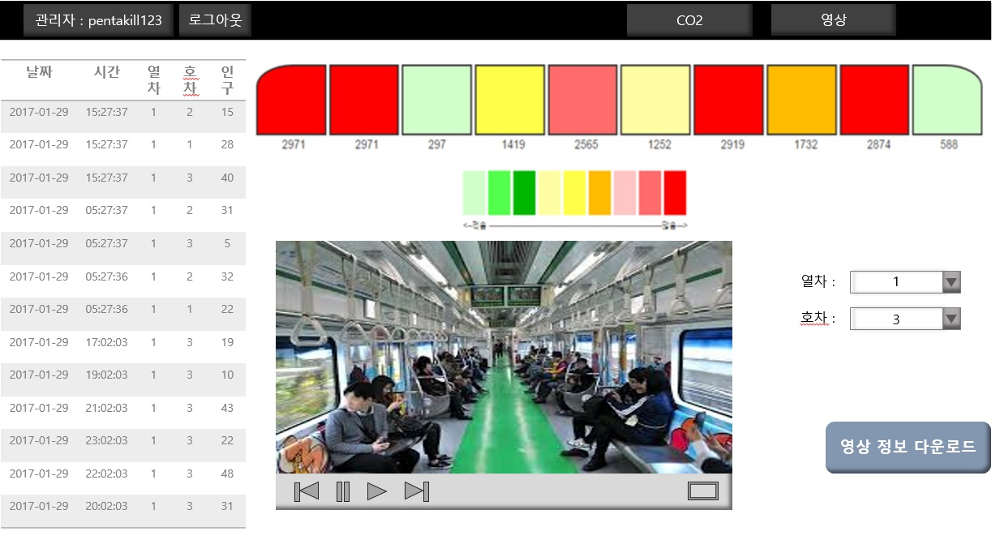 관리자 : pentakill123 로그아웃 CO2 영상
날짜 시간 열차 호차 인구
2017-01-29 15:27:37 1 2 15
2017-01-29 15:27:37 1 1 28
2017-01-29 15:27:37 1 3 40
2017-01-29 05:27:37 1 2 31
2017-01-29 05:27:37 1 3 5
2017-01-29 05:27:36 1 2 32
2017-01-29 05:27:36 1 1 22
2017-01-29 17:02:03 1 3 19
2017-01-29 19:02:03 1 3 10
2017-01-29 21:02:03 1 3 43
2017-01-29 23:02:03 1 3 22
2017-01-29 22:02:03 1 3 48
2017-01-29 20:02:03 1 3 31
2971 2971 297 1419 2565 1252 2919 1732 2874 588
<-적음 많음->
열차 : 1
호차 : 3
영상 정보 다운로드